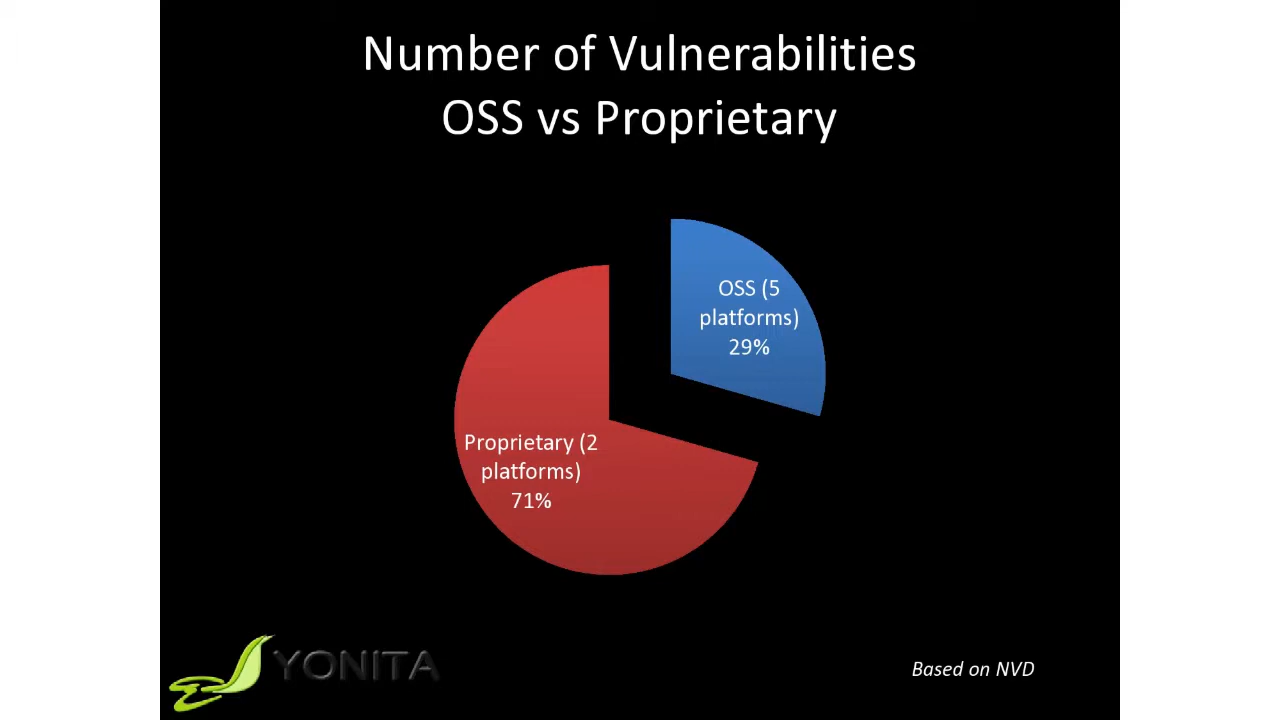 Number of Vulnerabilities
OSS vs Proprietary
OSS (5
platforms)
29%
Proprietary (2
platforms)
71%
YONITA
Based on NVD